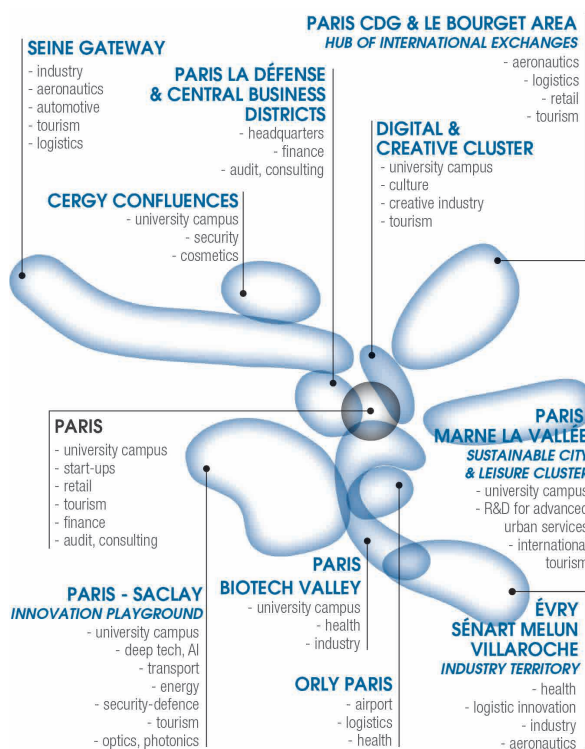 PARIS CDG & LE BOURGET AREA
HUB OF INTERNATIONAL EXCHANGES
- aeronautics
- logistics
- retail
- tourism
SEINE GATEWAY
- industry
- aeronautics
- automotive
- tourism
- logistics
PARIS LA DÉFENSE
& CENTRAL BUSINESS
DISTRICTS
- headquarters
- finance
- audit, consulting
DIGITAL &
CREATIVE CLUSTER
- university campus
- culture
- creative industry
- tourism
CERGY CONFLUENCES
- university campus
- security
- cosmetics
PARIS
- university campus
- start-ups
- retail
- tourism
- finance
- audit, consulting
PARIS
MARNE LA VALLÉE
SUSTAINABLE CITY
& LEISURE CLUSTER
- university campus
- R&D for advanced
urban services
- international
tourism
PARIS - SACLAY
INNOVATION PLAYGROUND
- university campus
- deep tech, AI
- transport
- energy
- security-defence
- tourism
- optics, photonics
PARIS
BIOTECH VALLEY
- university campus
- health
- industry
ORLY PARIS
- airport
- logistics
- health
ÉVRY
SÉNART MELUN
VILLAROCHE
INDUSTRY TERRITORY
- health
- logistic innovation
- industry
- aeronautics